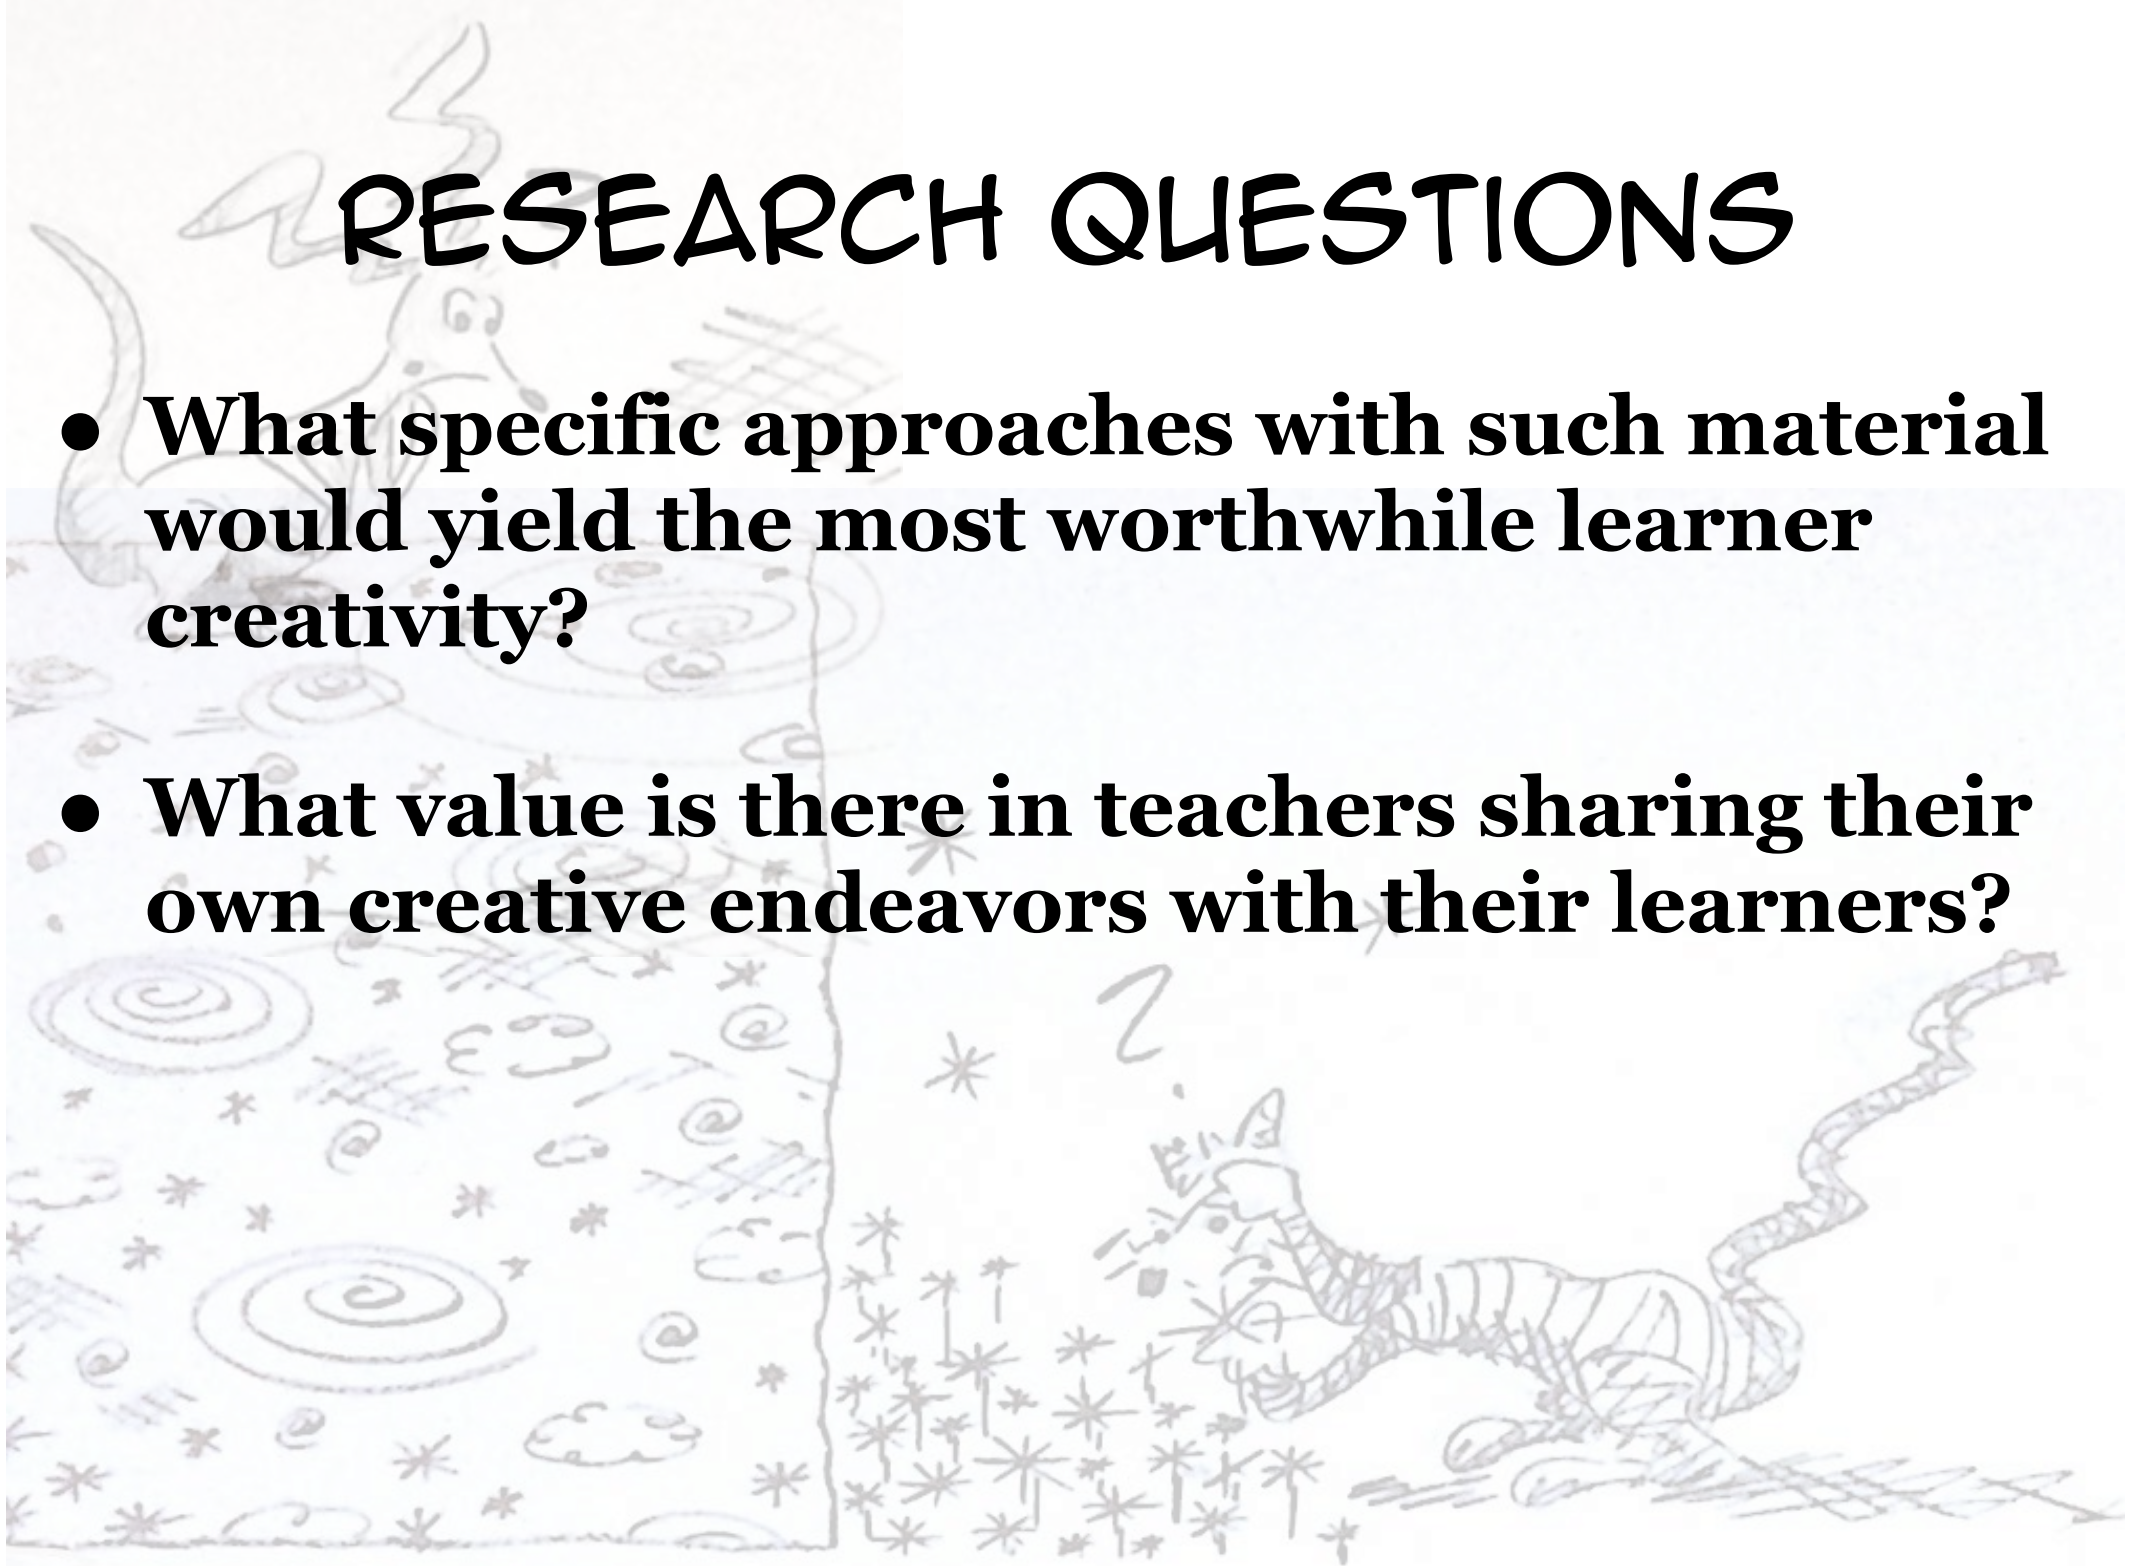 RESEARCH QUESTIONS
• What specific approaches with such material
would yield the most worthwhile learner
creativity?
• What value is there in teachers sharing their
own creative endeavors with their learners?
?